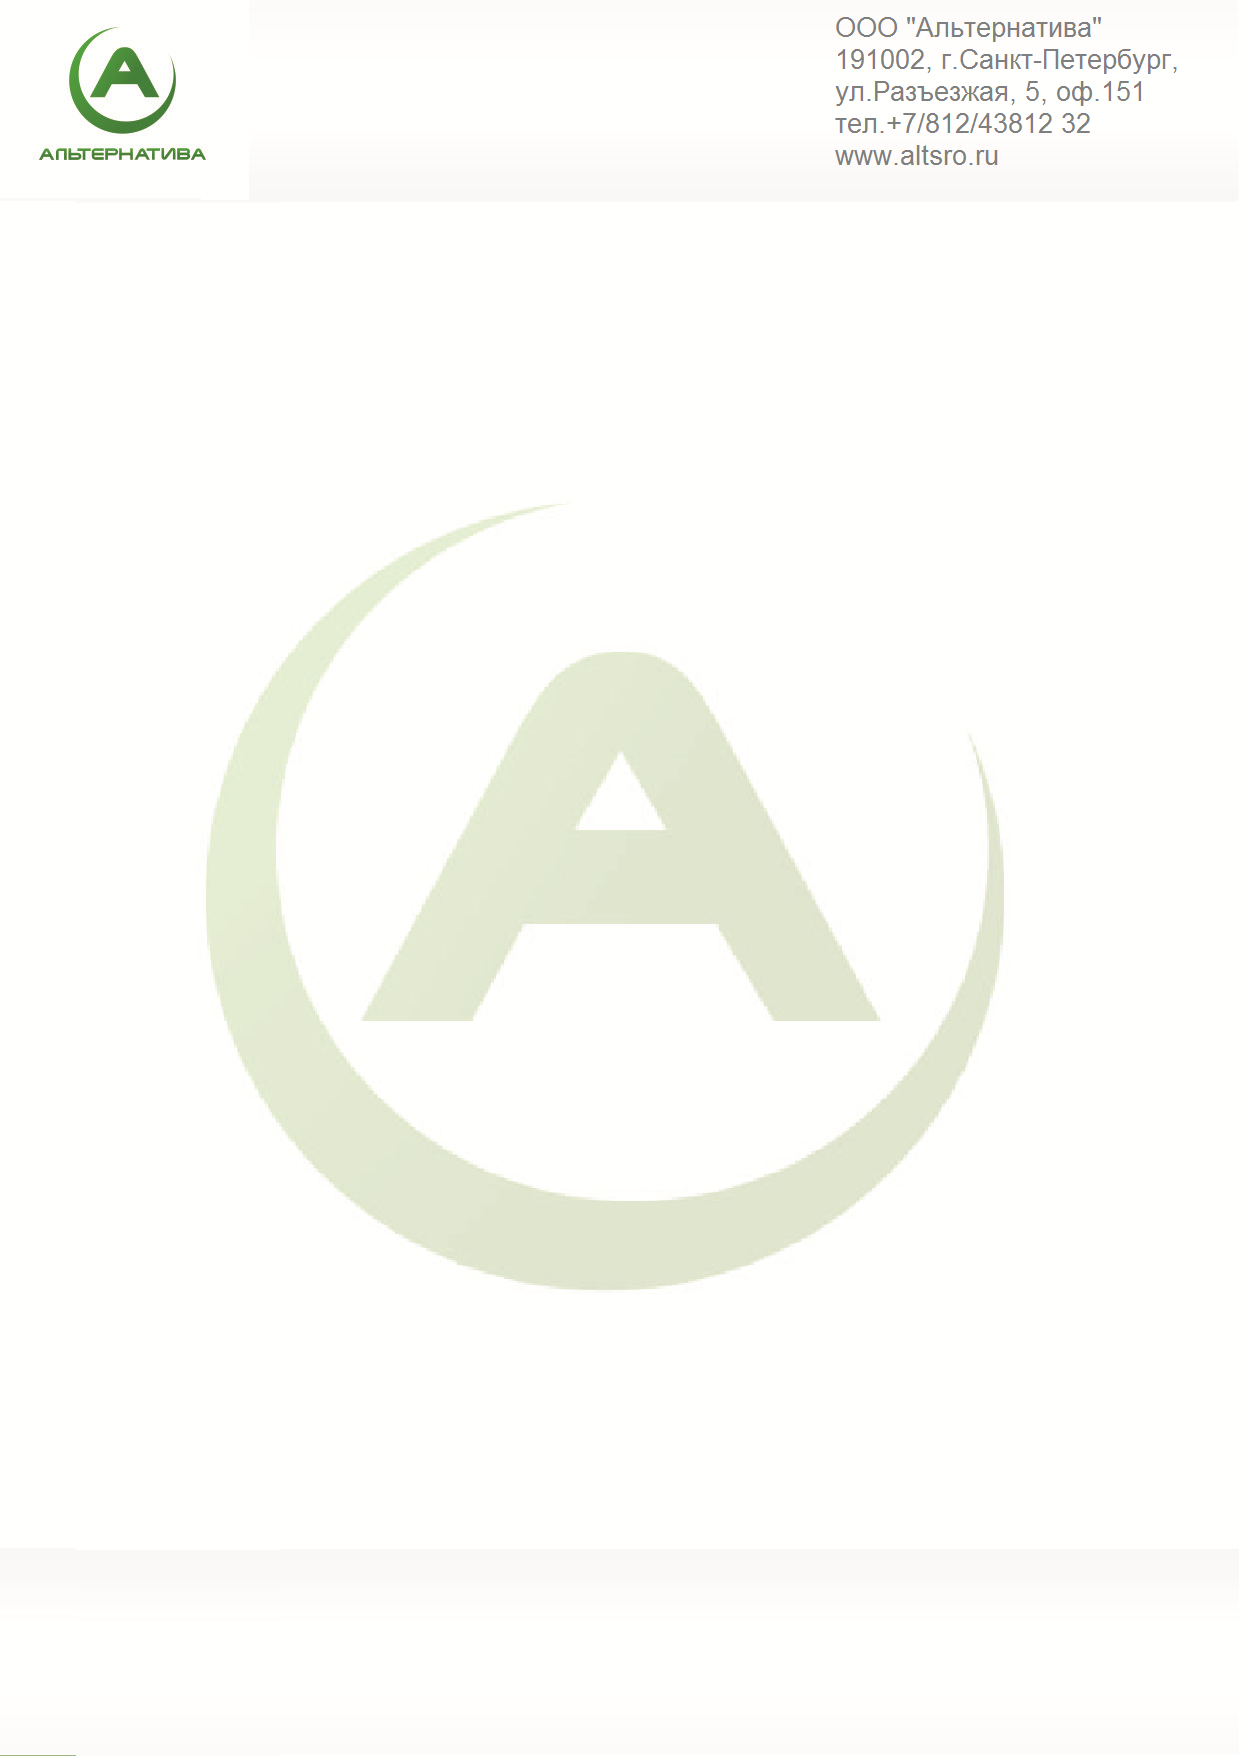 ООО "Альтернатива"
191002, г.Санкт-Петербург,
ул.Разъезжая, 5, оф.151
тел.+7/812/43812 32
www.altsro.ru
А
АЛЬТЕРНАТИВА
А